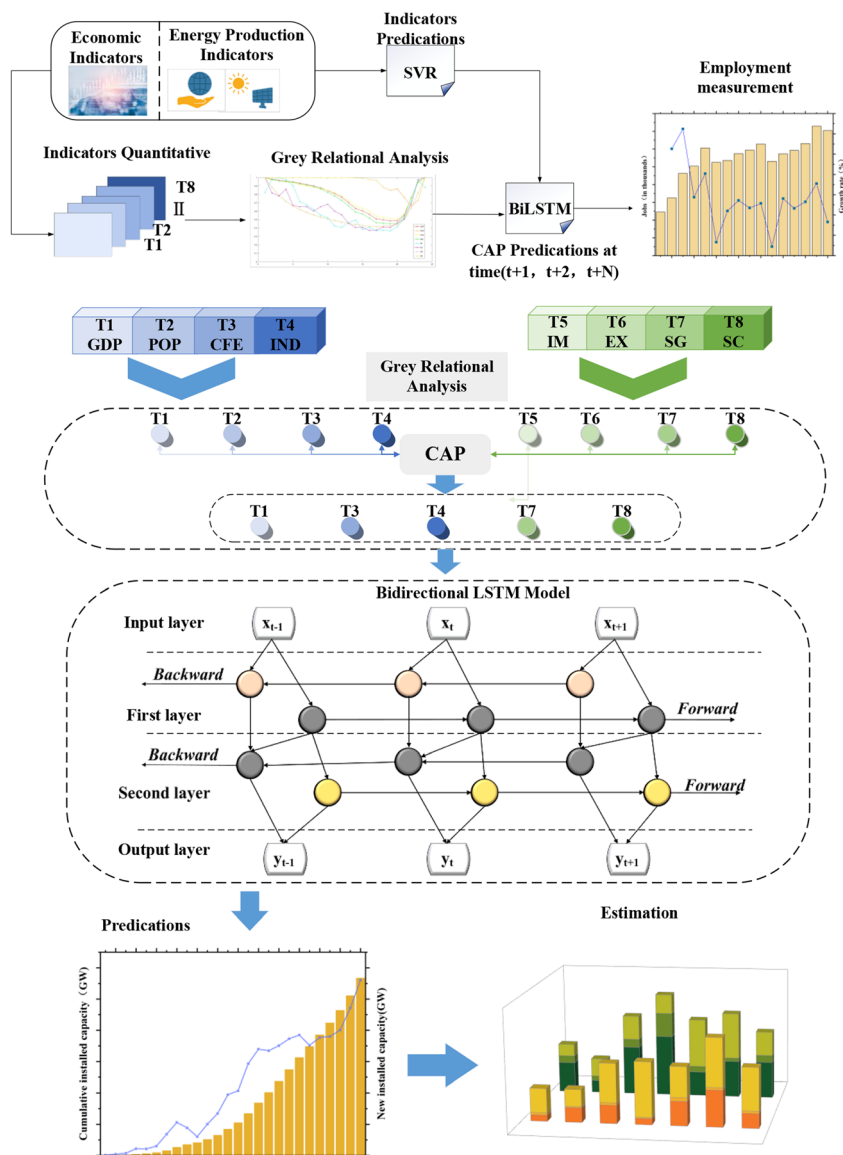 Economic
Indicators
Energy Production
Indicators
Indicators
Predications
SVR
Employment
measurement
Indicators Quantitative
T8
II
T2
T1
Grey Relational Analysis
BiLSTM
CAP Predications at
time(t+1， t+2， t+N)
Jobs（in thousands）
Growth rate（%）
T1
GDP
T2
POP
T3
CFE
T4
IND
T5
IM
T6
EX
T7
SG
T8
SC
Grey Relational
Analysis
T1
T2
T3
T4
T5
T6
T7
T8
CAP
T1
T3
T4
T7
T8
Bidirectional LSTM Model
Input layer
xt-1
xt
xt+1
Backward
First layer
Forward
Backward
Second layer
Forward
Output layer
yt-1
yt
yt+1
Predications
Estimation
Cumulative installed capacity（GW）
New installed capacity(GW)